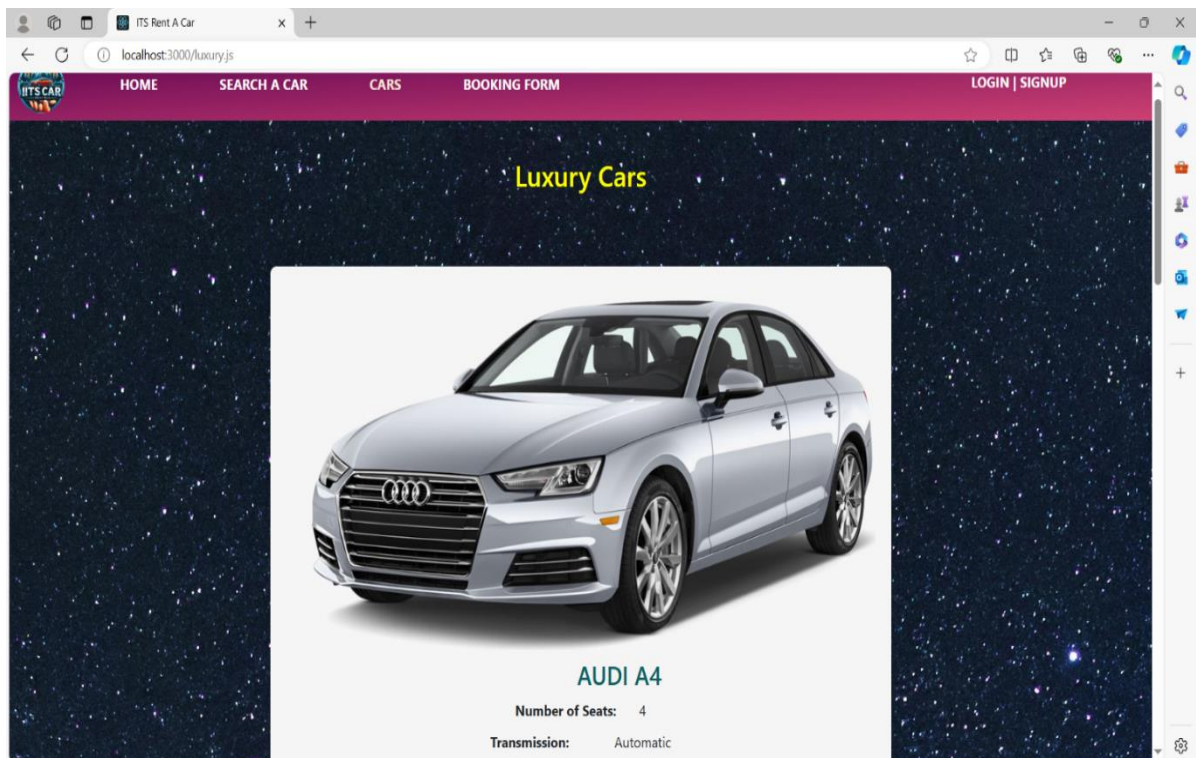 ITS Rent A Car
localhost:3000/luxury.js
ITS CAR
HOME SEARCH A CAR CARS BOOKING FORM LOGIN | SIGNUP
Luxury Cars
AUDI A4
Number of Seats: 4
Transmission: Automatic